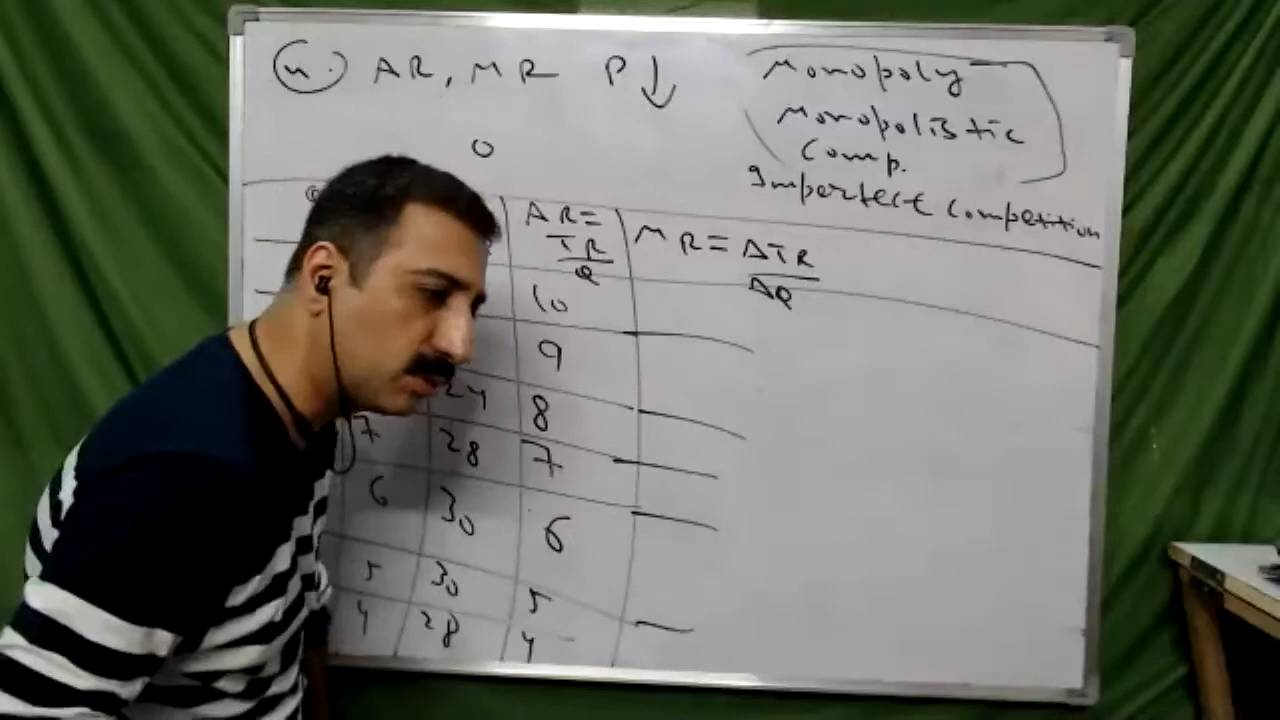 AR, MR P↓
Monopoly
Monopolistic
Comp.
Imperfect Competition
0
AR=
TR
Q
MR = ΔTR
ΔQ
10
9
24 8
7 28 7
6 30 6
5 30 5
4 28 4